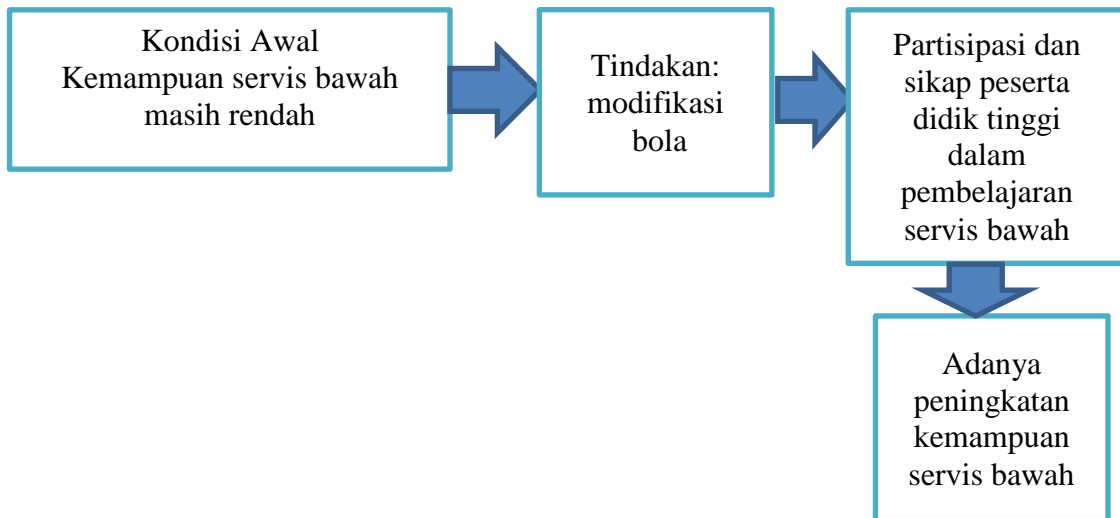 Kondisi Awal
Kemampuan servis bawah
masih rendah
Tindakan:
modifikasi
bola
Partisipasi dan
sikap peserta
didik tinggi
dalam
pembelajaran
servis bawah
Adanya
peningkatan
kemampuan
servis bawah